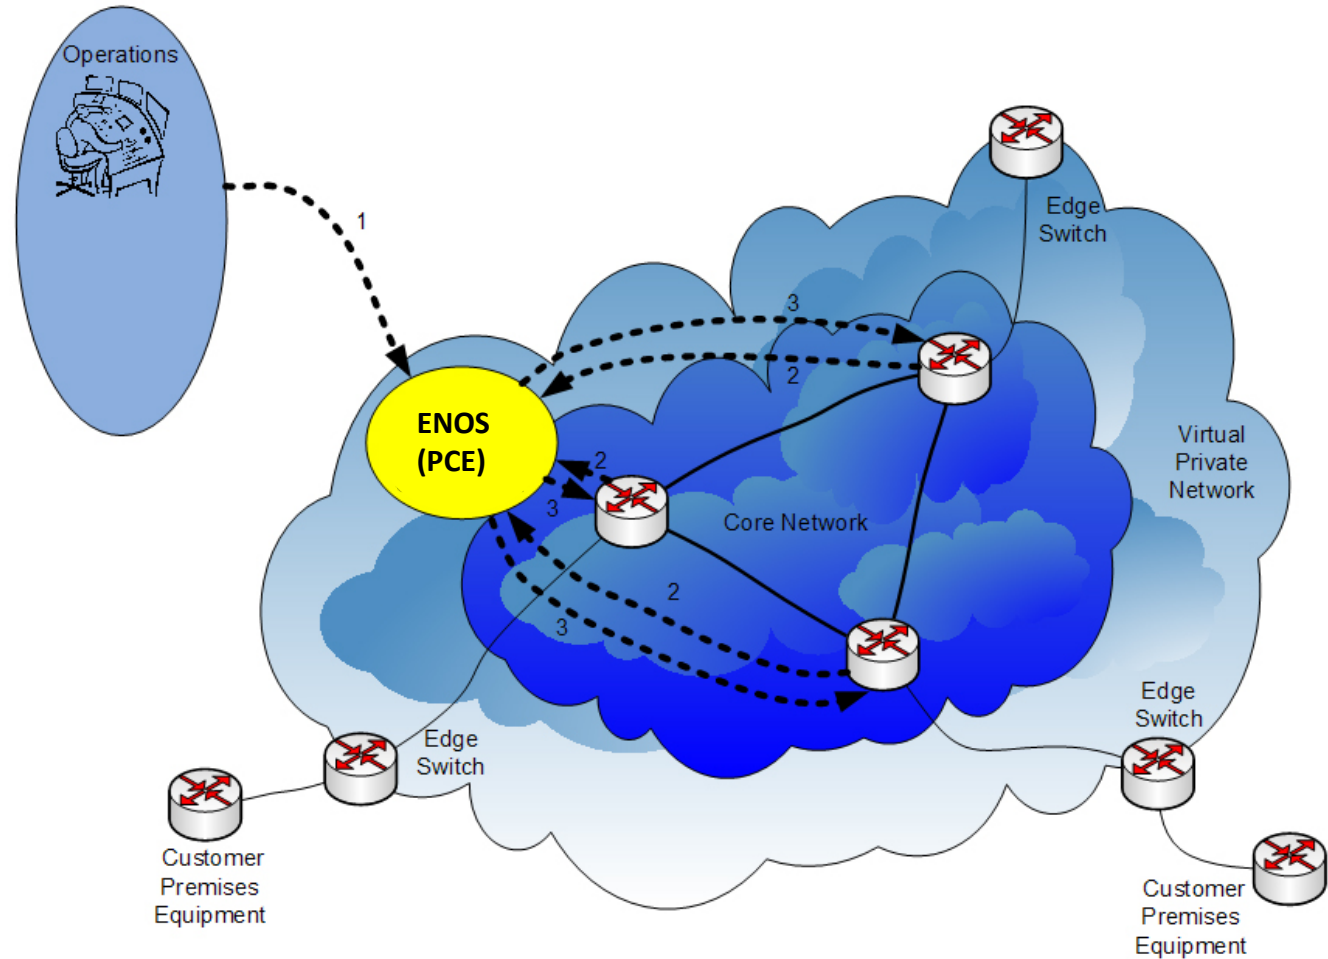 Operations
1
Edge
Switch
3
2
ENOS
(PCE)
Virtual
Private
Network
2
3
Core Network
2
3
Edge
Switch
Edge
Switch
Customer
Premises
Equipment
Customer
Premises
Equipment